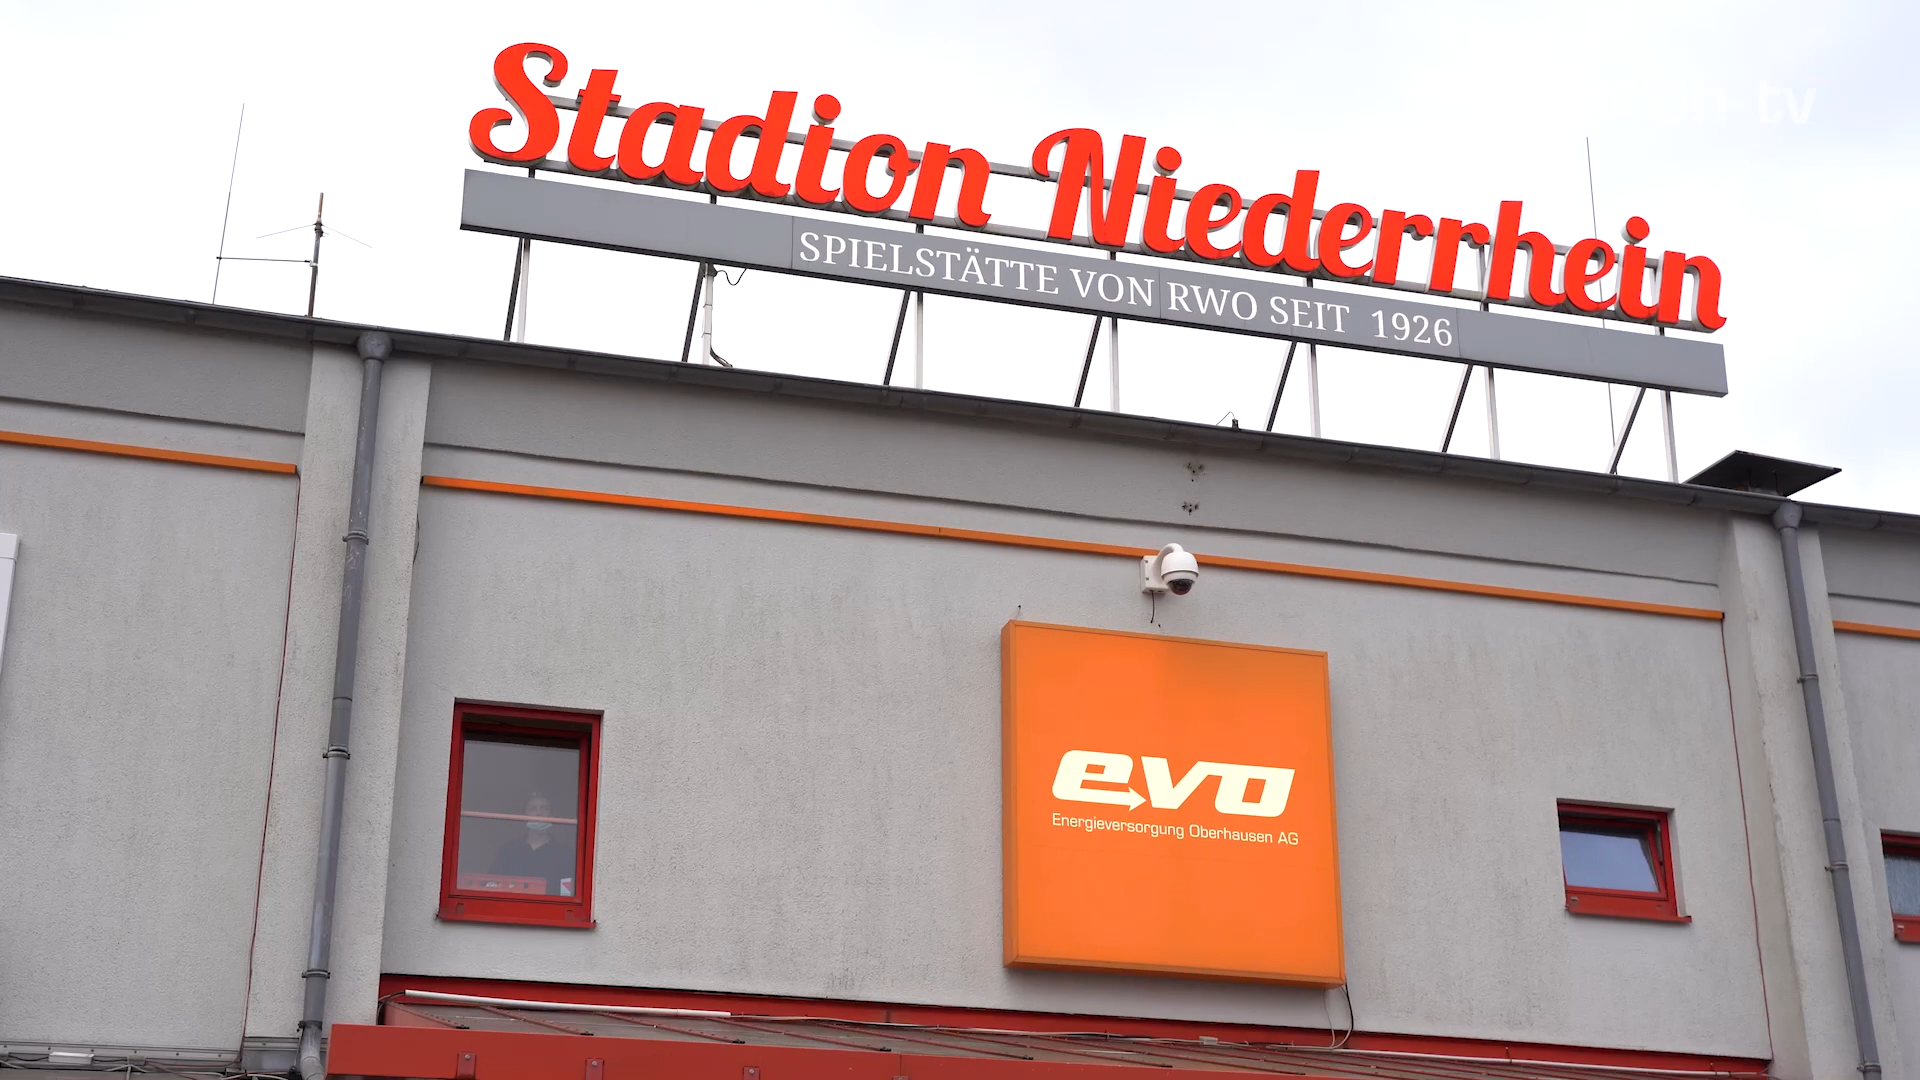 Stadion Niederrhein
SPIELSTÄTTE VON RWO SEIT 1926
evo
Energieversorgung Oberhausen AG